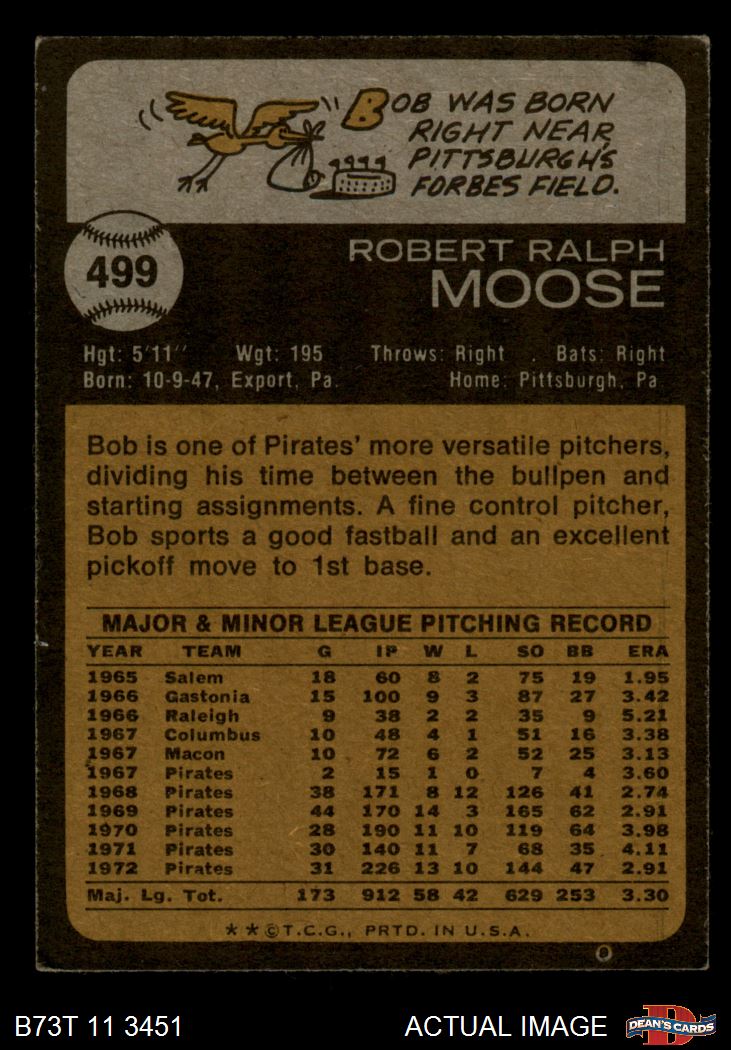 BOB WAS BORN
RIGHT NEAR
PITTSBURGH'S
FORBES FIELD.
499
ROBERT RALPH
MOOSE
Hgt: 5'11" Wgt: 195 Throws: Right . Bats: Right
Born: 10-9-47, Export, Pa. Home: Pittsburgh, Pa
Bob is one of Pirates' more versatile pitchers,
dividing his time between the bullpen and
starting assignments. A fine control pitcher,
Bob sports a good fastball and an excellent
pickoff move to 1st base.
MAJOR & MINOR LEAGUE PITCHING RECORD
YEAR TEAM G IP W L SO BB ERA
1965 Salem 18 60 8 2 75 19 1.95
1966 Gastonia 15 100 9 3 87 27 3.42
1966 Raleigh 9 38 2 2 35 9 5.21
1967 Columbus 10 48 4 1 51 16 3.38
1967 Macon 10 72 6 2 52 25 3.13
1967 Pirates 2 15 1 0 7 4 3.60
1968 Pirates 38 171 8 12 126 41 2.74
1969 Pirates 44 170 14 3 165 62 2.91
1970 Pirates 28 190 11 10 119 64 3.98
1971 Pirates 30 140 11 7 68 35 4.11
1972 Pirates 31 226 13 10 144 47 2.91
Maj. Lg. Tot. 173 912 58 42 629 253 3.30
* * © T.C.G., PRTD. IN U.S.A.
B73T 11 3451 ACTUAL IMAGE D DEAN'S CARDS